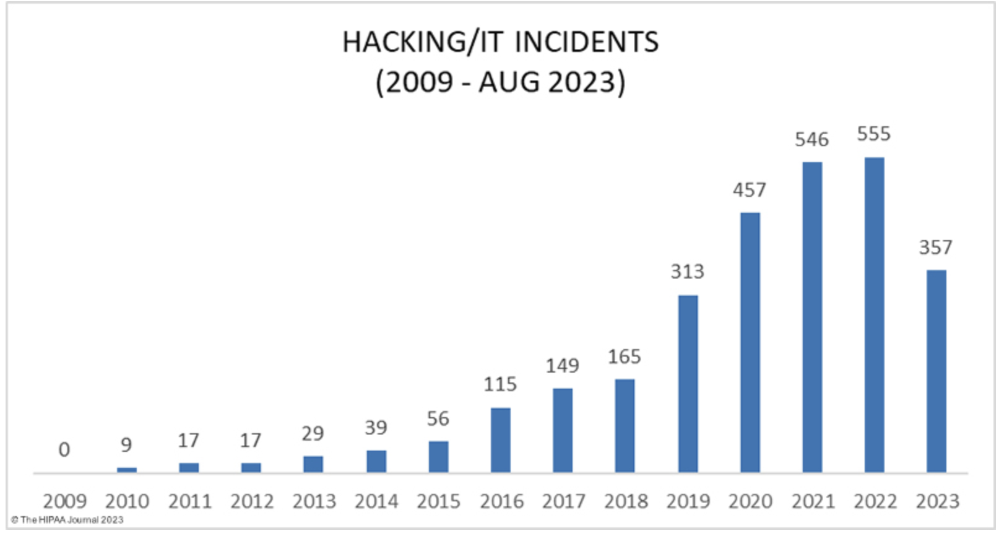 HACKING/IT INCIDENTS
(2009 - AUG 2023)
0 9 17 17 29 39 56 115 149 165 313 457 546 555 357
2009 2010 2011 2012 2013 2014 2015 2016 2017 2018 2019 2020 2021 2022 2023
© The HIPAA Journal 2023